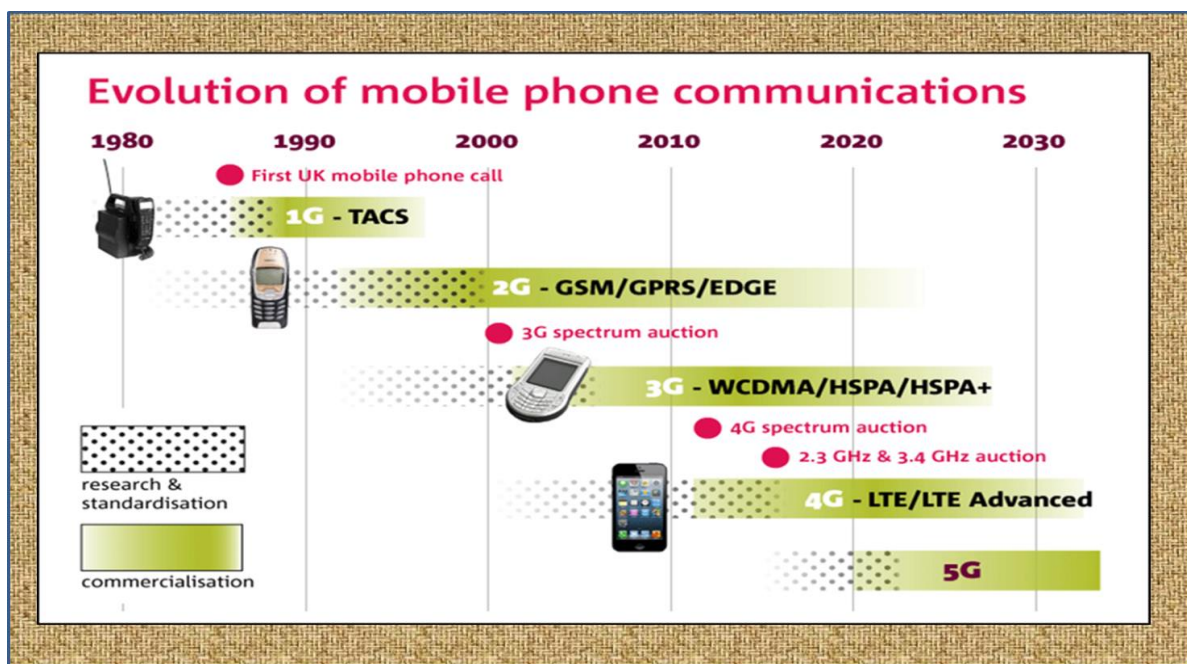 Evolution of mobile phone communications
1980 1990 2000 2010 2020 2030
First UK mobile phone call
1G - TACS
2G - GSM/GPRS/EDGE
3G spectrum auction
3G - WCDMA/HSPA/HSPA+
4G spectrum auction
2.3 GHz & 3.4 GHz auction
4G - LTE/LTE Advanced
5G
research &
standardisation
commercialisation